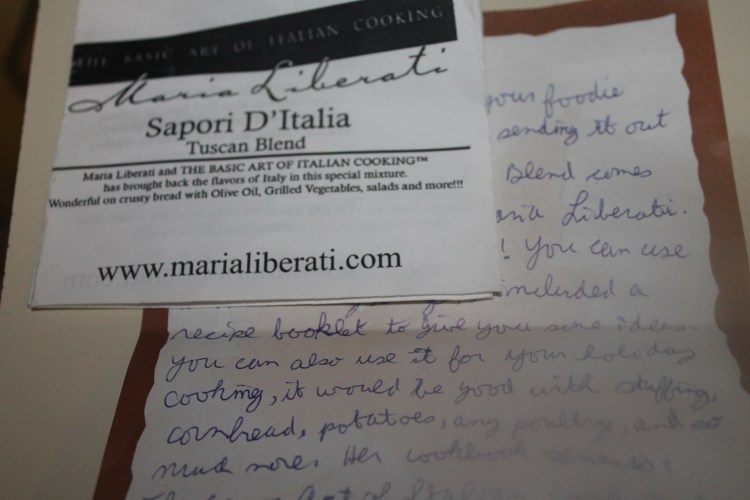 THE BASIC ART OF ITALIAN COOKING
Maria Liberati
Sapori D'Italia
Tuscan Blend
Maria Liberati and THE BASIC ART OF ITALIAN COOKING™
has brought back the flavors of Italy in this special mixture.
Wonderful on crusty bread with Olive Oil, Grilled Vegetables, salads and more!!!
www.marialiberati.com
your foodie
sending it out
Blend comes
Maria Liberati.
! You can use
included a
recipe booklet to give you some ideas.
You can also use it for your holiday
cooking, it would be good with stuffing,
cornbread, potatoes, any poultry, and so
much more. Her cookbook
Art of